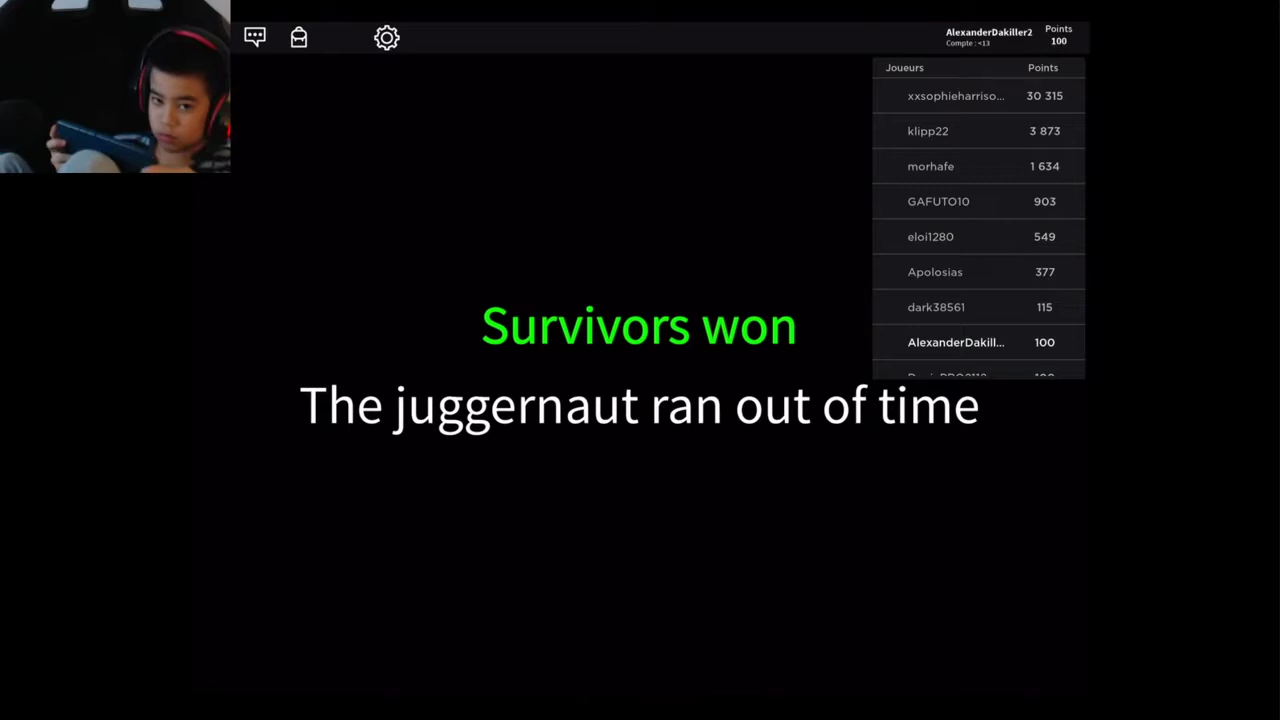 AlexanderDakiller2
Compte : <13
Points
100
Joueurs Points
xxsophieharriso... 30 315
klipp22 3 873
morhafe 1 634
GAFUTO10 903
eloi1280 549
Apolosias 377
dark38561 115
AlexanderDakill... 100
Survivors won
The juggernaut ran out of time